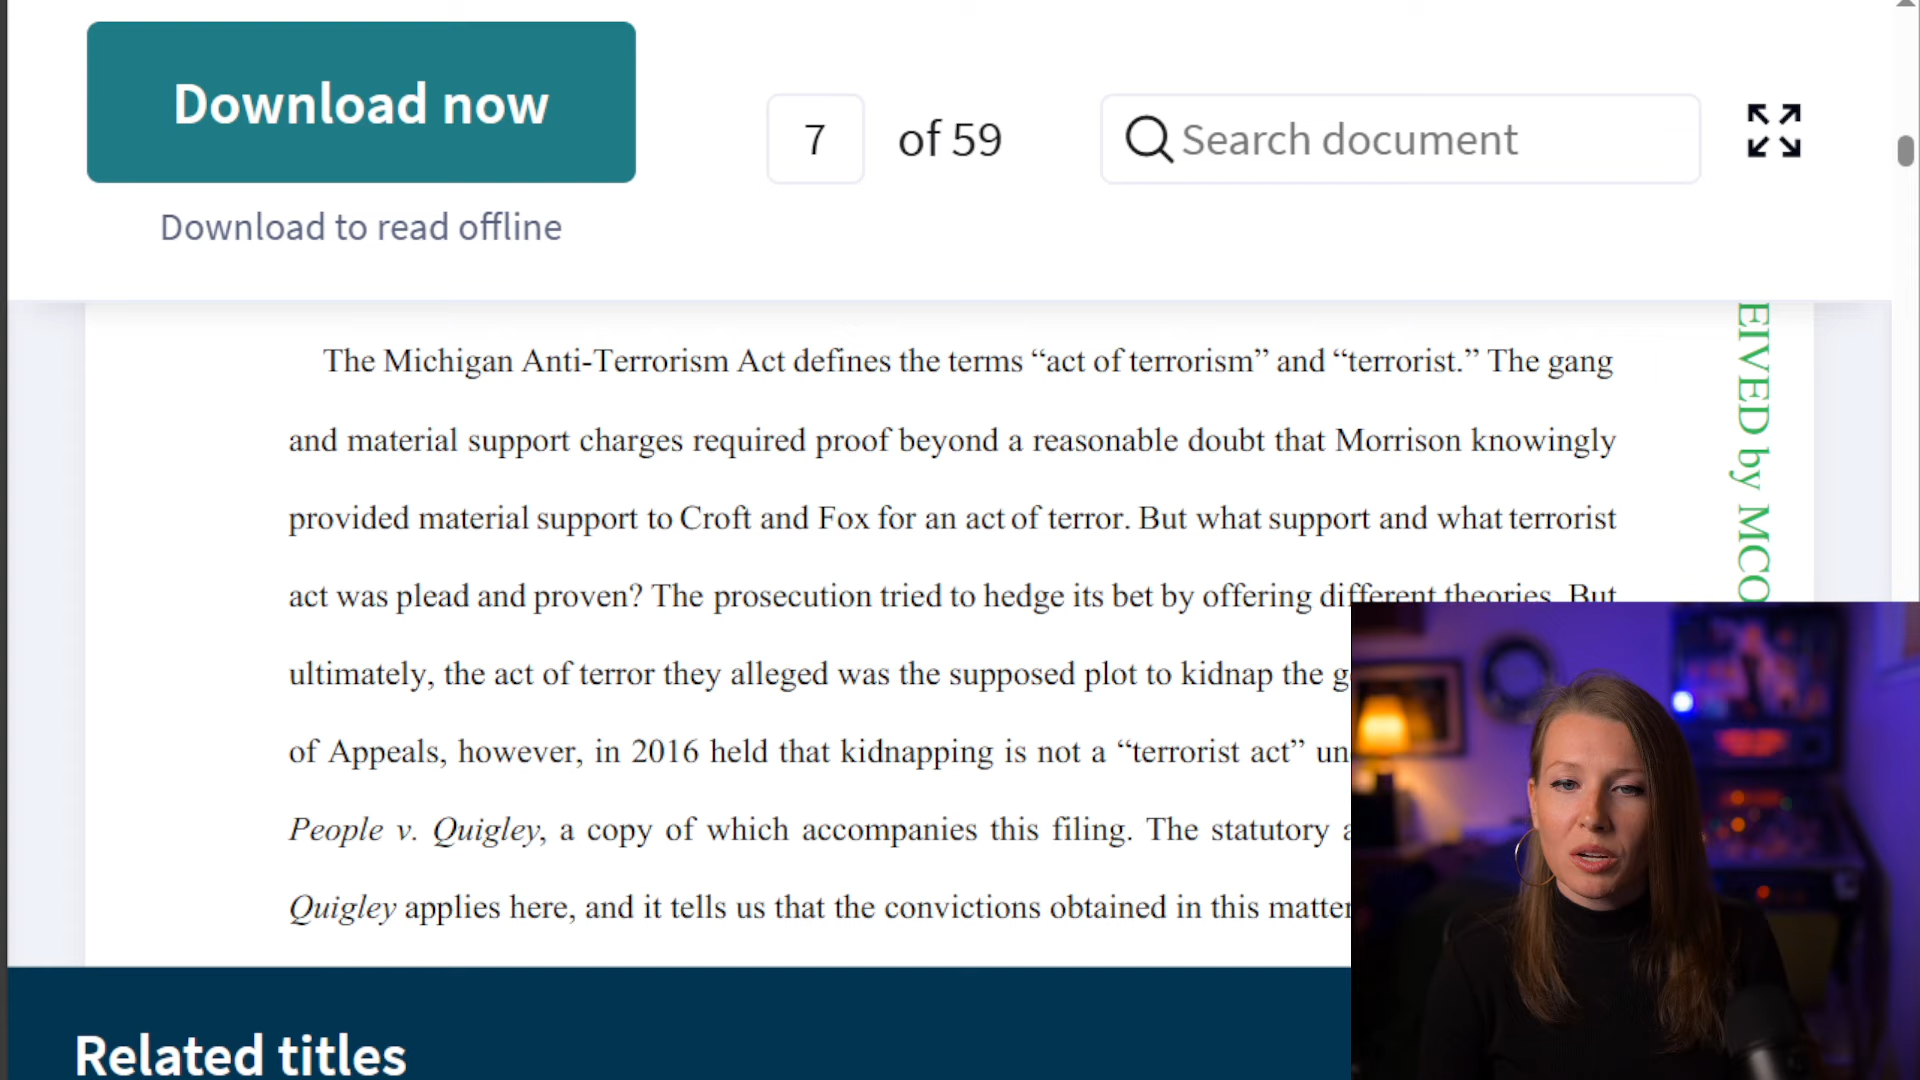 Download now
7 of 59
Search document
Download to read offline
The Michigan Anti-Terrorism Act defines the terms “act of terrorism” and “terrorist.” The gang
and material support charges required proof beyond a reasonable doubt that Morrison knowingly
provided material support to Croft and Fox for an act of terror. But what support and what terrorist
act was plead and proven? The prosecution tried to hedge its bet by offering different theories. But
ultimately, the act of terror they alleged was the supposed plot to kidnap the
of Appeals, however, in 2016 held that kidnapping is not a “terrorist act”
People v. Quigley, a copy of which accompanies this filing. The statutory
Quigley applies here, and it tells us that the convictions obtained in this matter
EIVED by MCO
Related titles